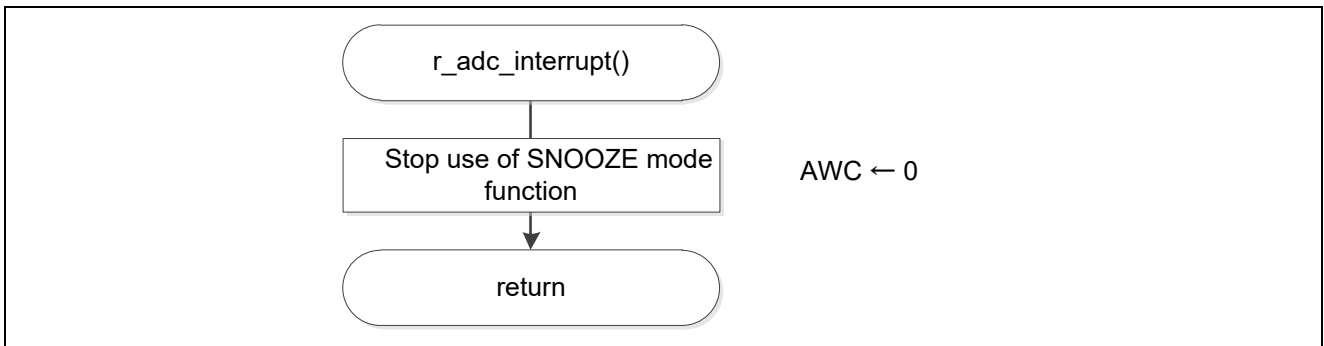 r_adc_interrupt()
Stop use of SNOOZE mode
function
AWC ← 0
return